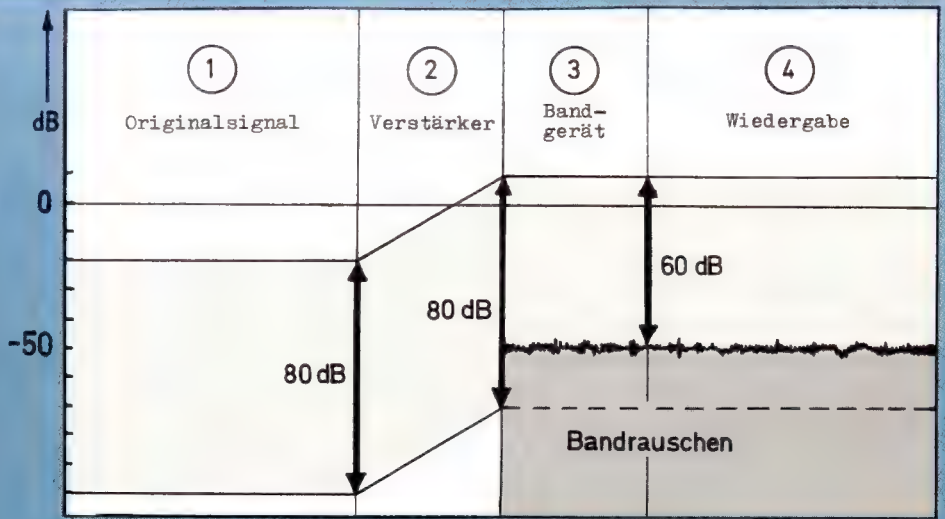 1
2
3
4
Originalsignal
Verstärker
Band-
gerät
Wiedergabe
dB
0
-50
80 dB
80 dB
60 dB
Bandrauschen